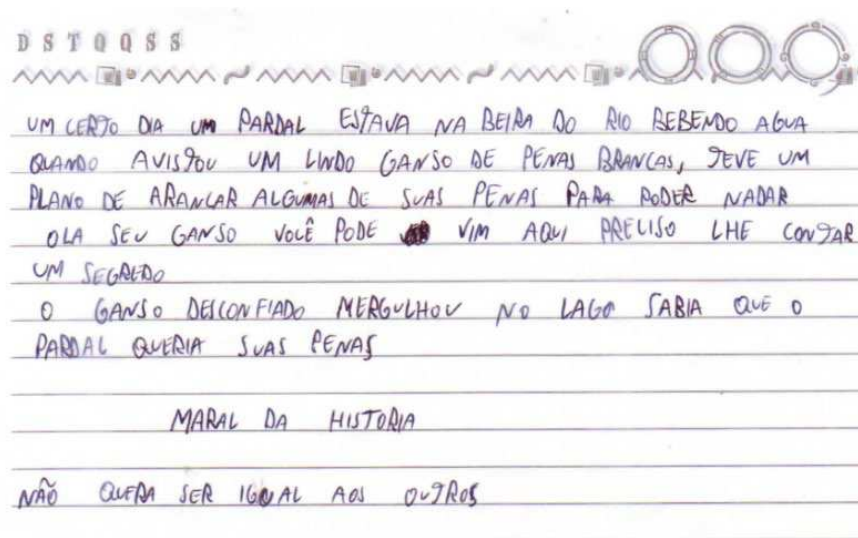 D S T Q Q S S
UM CERTO DIA UM PARDAL ESTAVA NA BEIRA DO RIO BEBENDO AGUA
QUANDO AVISTOU UM LINDO GANSO DE PENAS BRANCAS, TEVE UM
PLANO DE ARANCAR ALGUMAS DE SUAS PENAS PARA PODER NADAR
OLA SEU GANSO VOCÊ PODE VIM AQUI PRECISO LHE CONTAR
UM SEGREDO
O GANSO DESCONFIADO MERGULHOU NO LAGO SABIA QUE O
PARDAL QUERIA SUAS PENAS
MARAL DA HISTORIA
NÃO QUERA SER IGUAL AOS OUTROS